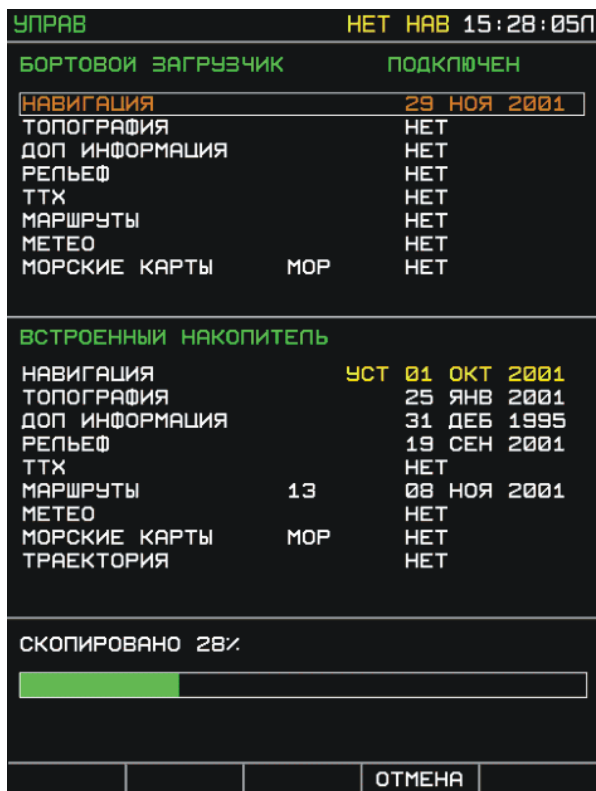 УПРАВ НЕТ НАВ 15:28:05Л
БОРТОВОЙ ЗАГРУЗЧИК ПОДКЛЮЧЕН
НАВИГАЦИЯ 29 НОЯ 2001
ТОПОГРАФИЯ НЕТ
ДОП ИНФОРМАЦИЯ НЕТ
РЕЛЬЕФ НЕТ
ТТХ НЕТ
МАРШРУТЫ НЕТ
МЕТЕО НЕТ
МОРСКИЕ КАРТЫ МОР НЕТ
ВСТРОЕННЫЙ НАКОПИТЕЛЬ
НАВИГАЦИЯ УСТ 01 ОКТ 2001
ТОПОГРАФИЯ 25 ЯНВ 2001
ДОП ИНФОРМАЦИЯ 31 ДЕБ 1995
РЕЛЬЕФ 19 СЕН 2001
ТТХ НЕТ
МАРШРУТЫ 13 08 НОЯ 2001
МЕТЕО НЕТ
МОРСКИЕ КАРТЫ МОР НЕТ
ТРАЕКТОРИЯ НЕТ
СКОПИРОВАНО 28%
ОТМЕНА